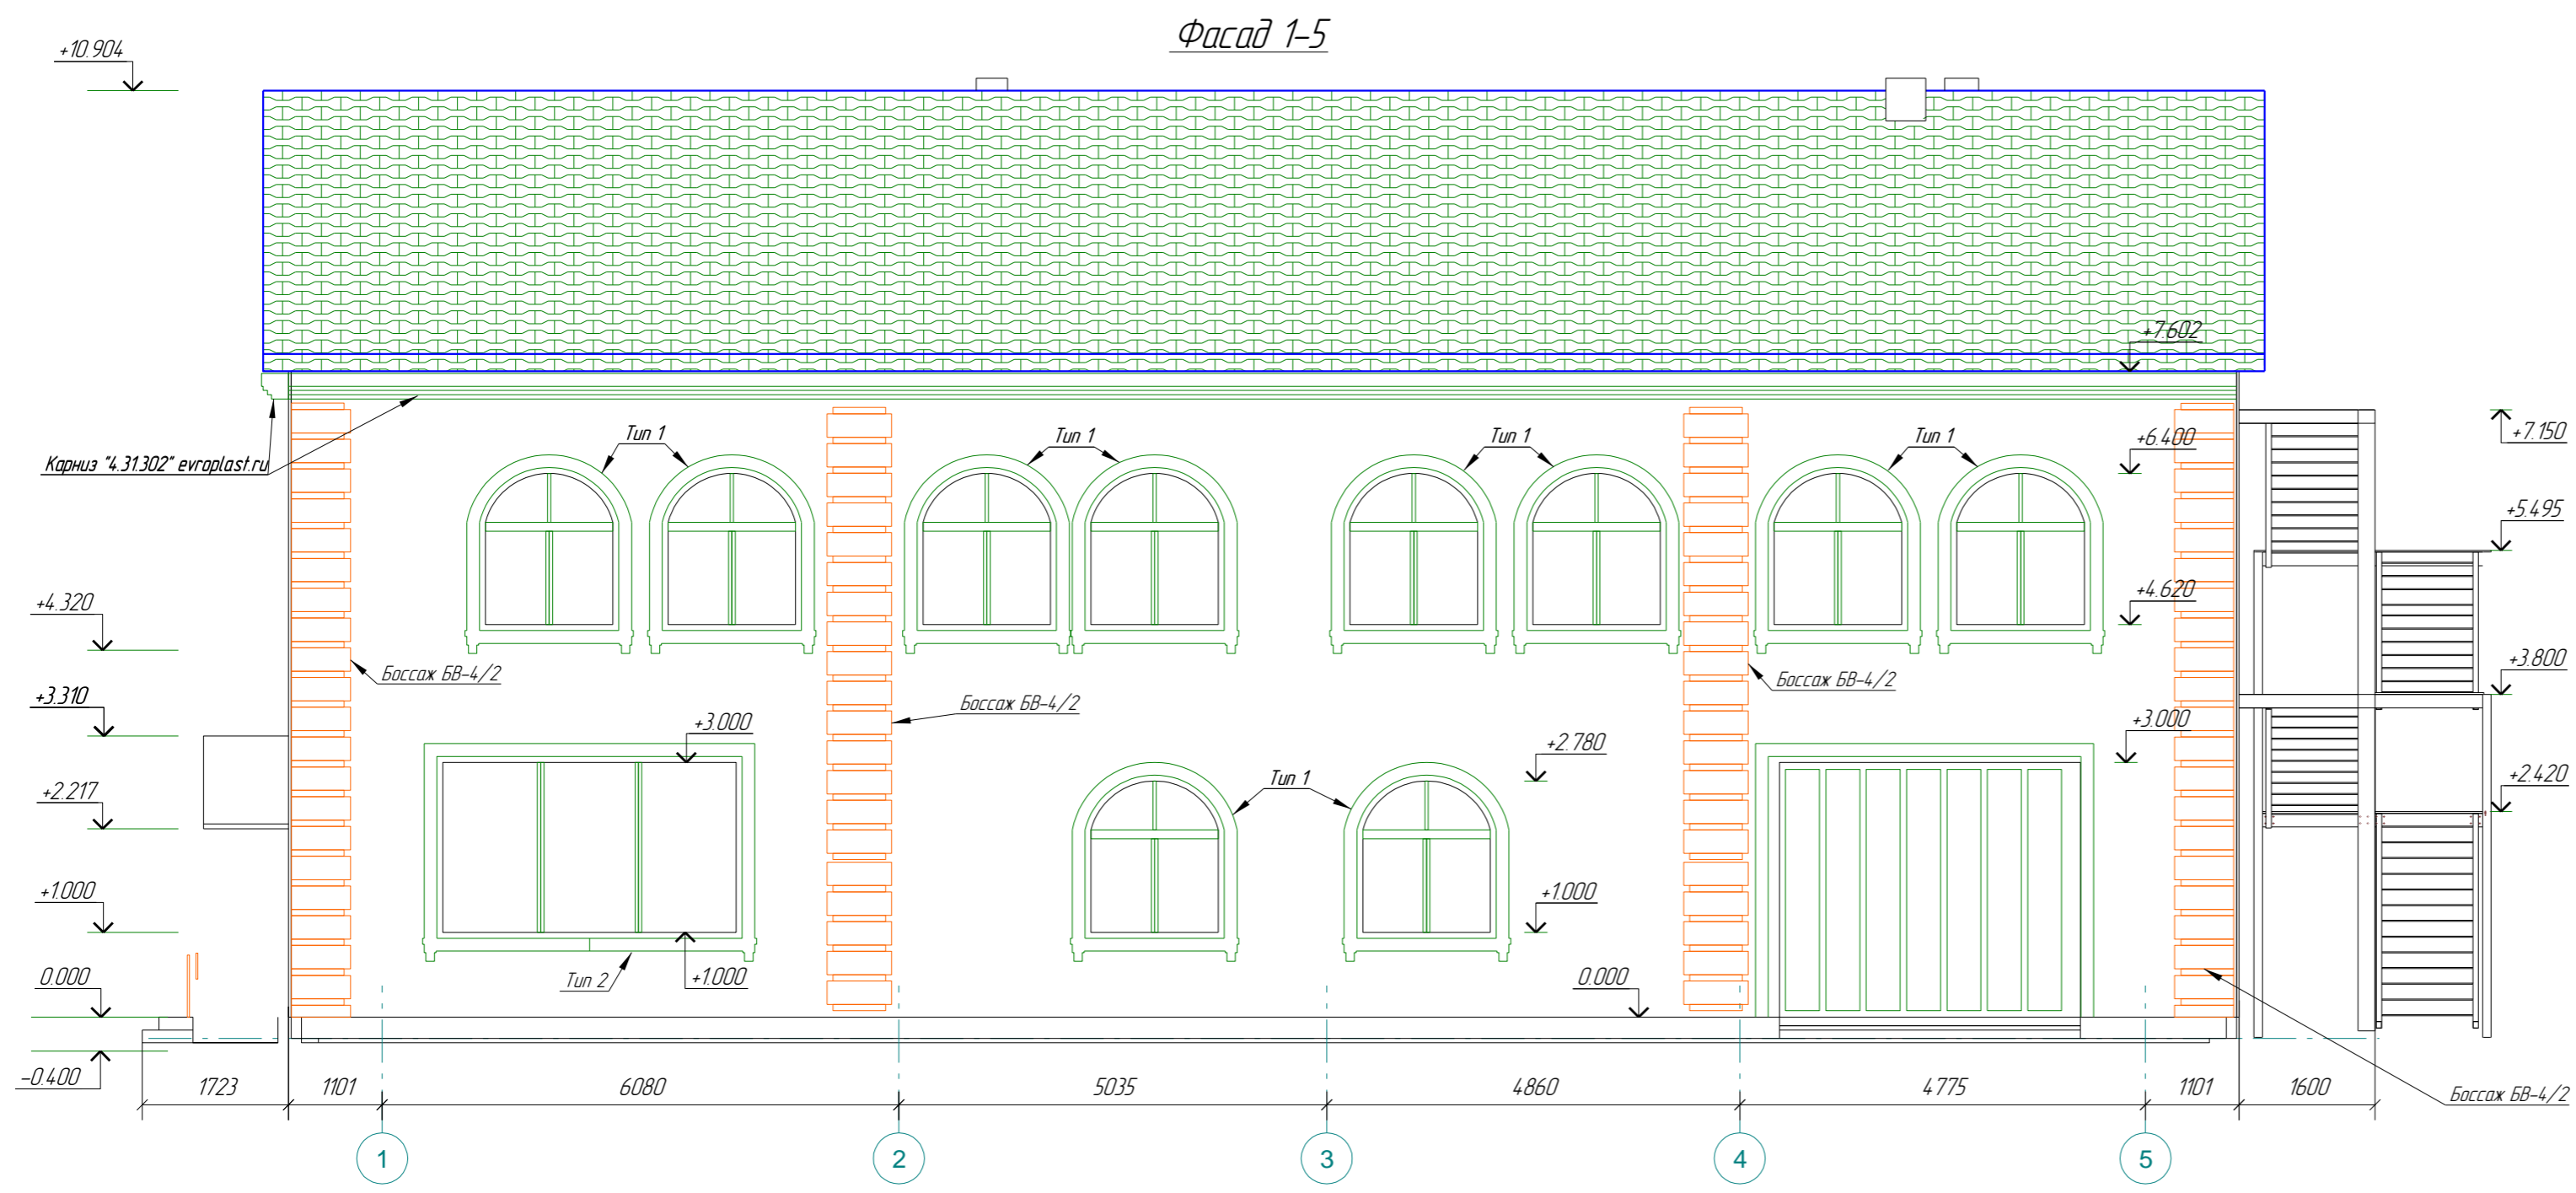 Фасад 1-5
+10.904
+7.602
Тип 1
Тип 1
Тип 1
Тип 1
+6.400
+7.150
Карниз "4.31.302" evroplast.ru
+5.495
+4.320
+4.620
Боссаж БВ-4/2
Боссаж БВ-4/2
+3.800
+3.310
Боссаж БВ-4/2
+3.000
+3.000
+2.780
Тип 1
+2.217
+2.420
+1.000
+1.000
0.000
Тип 2
+1.000
0.000
-0.400
1723
1101
6080
5035
4860
4775
1101
1600
Боссаж БВ-4/2
1
2
3
4
5